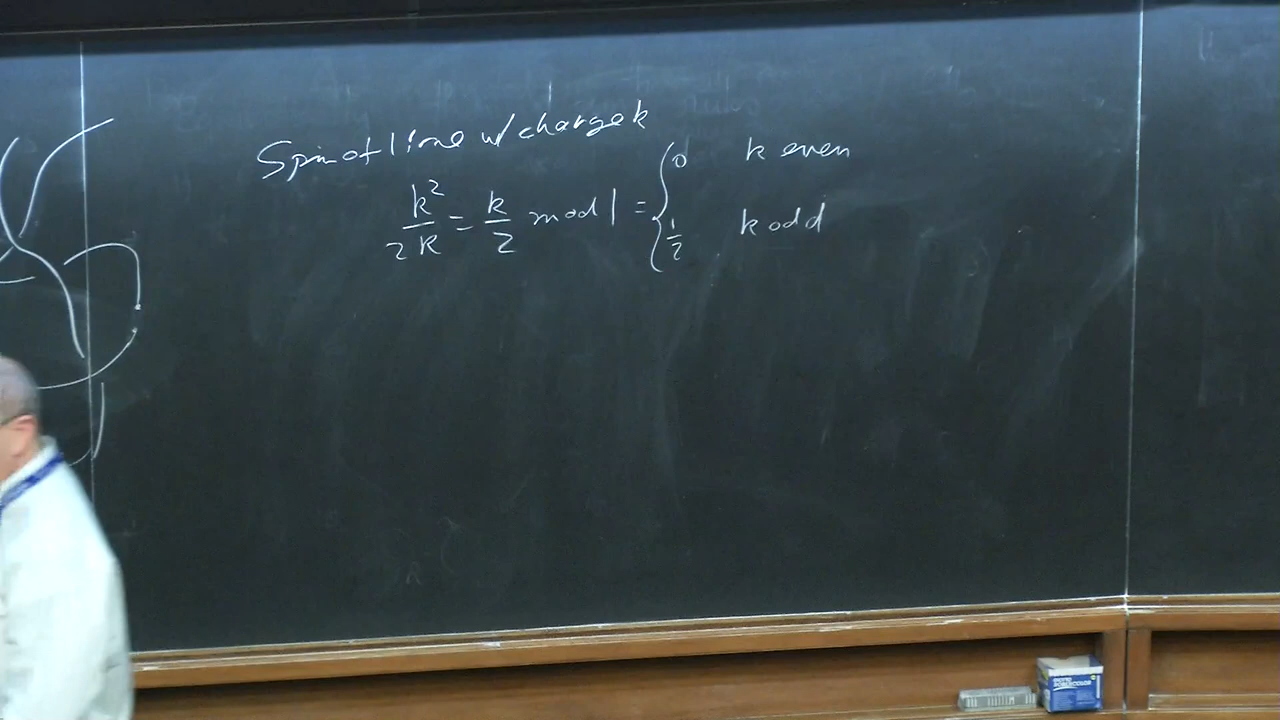 Spin of line w/ charge k
k²/2k = k/2 mod 1 = { 0 k even
1/2 k odd